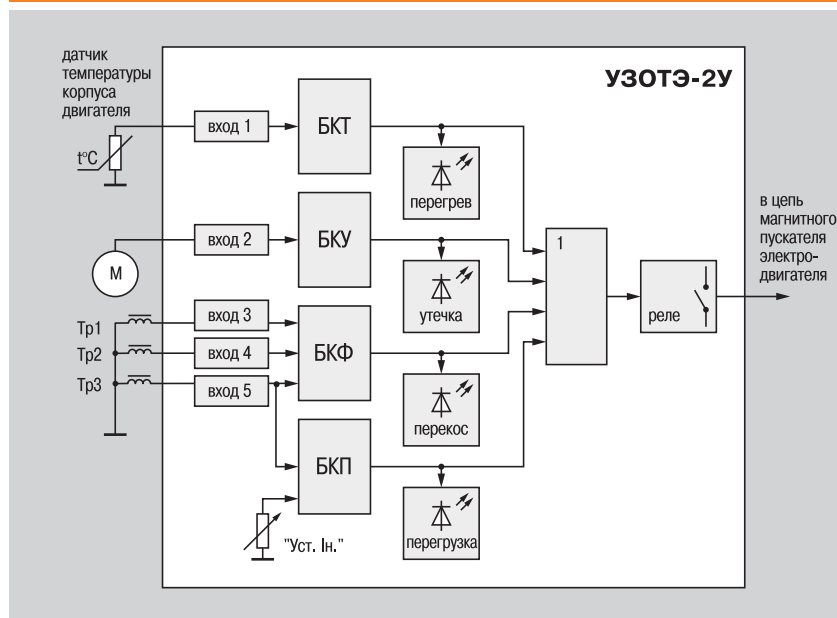 датчик
температуры
корпуса
двигателя
t°C
УЗОТЭ-2У
вход 1
БКТ
перегрев
вход 2
БКУ
М
утечка
1
реле
в цепь
магнитного
пускателя
электро-
двигателя
Тр1
Тр2
Тр3
вход 3
вход 4
вход 5
БКФ
перекос
БКП
"Уст. Iн."
перегрузка